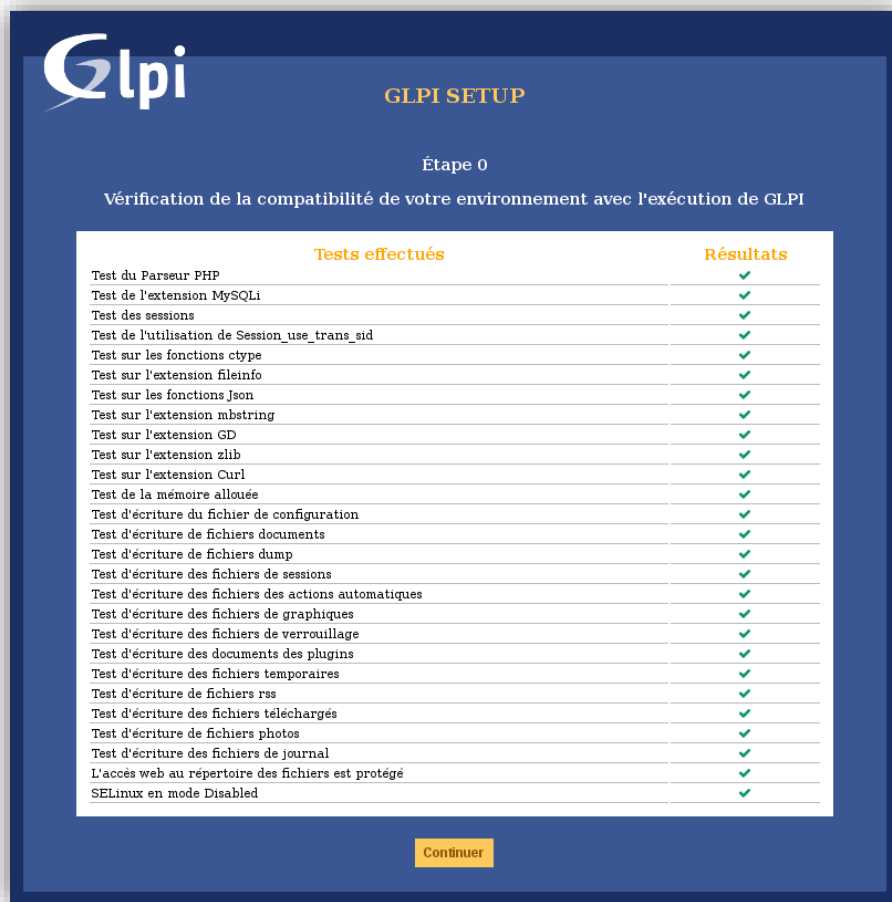 Glpi
GLPI SETUP
Étape 0
Vérification de la compatibilité de votre environnement avec l'exécution de GLPI
Tests effectués Résultats
Test du Parseur PHP
Test de l'extension MySQLi
Test des sessions
Test de l'utilisation de Session_use_trans_sid
Test sur les fonctions ctype
Test sur l'extension fileinfo
Test sur les fonctions Json
Test sur l'extension mbstring
Test sur l'extension GD
Test sur l'extension zlib
Test sur l'extension Curl
Test de la mémoire allouée
Test d'écriture du fichier de configuration
Test d'écriture de fichiers documents
Test d'écriture de fichiers dump
Test d'écriture des fichiers de sessions
Test d'écriture des fichiers des actions automatiques
Test d'écriture des fichiers de graphiques
Test d'écriture des fichiers de verrouillage
Test d'écriture des documents des plugins
Test d'écriture des fichiers temporaires
Test d'écriture de fichiers rss
Test d'écriture des fichiers téléchargés
Test d'écriture de fichiers photos
Test d'écriture des fichiers de journal
L'accès web au répertoire des fichiers est protégé
SELinux en mode Disabled
Continuer